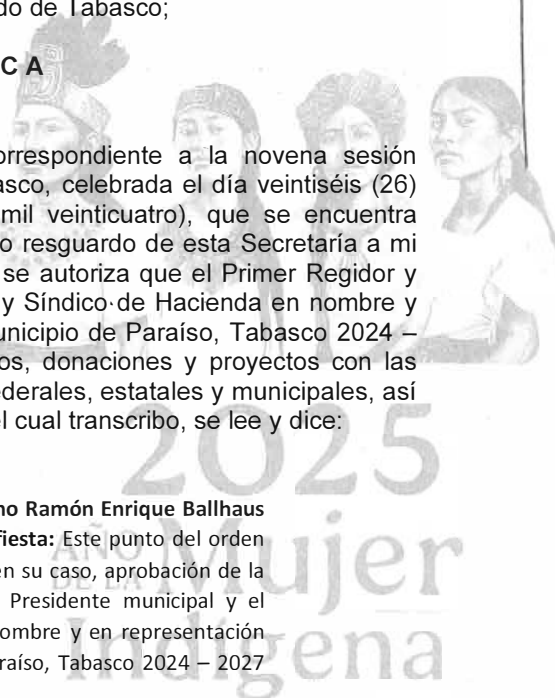 do de Tabasco;
C A
orrespondiente a la novena sesión
asco, celebrada el día veintiséis (26)
mil veinticuatro), que se encuentra
o resguardo de esta Secretaría a mi
se autoriza que el Primer Regidor y
y Síndico de Hacienda en nombre y
unicipio de Paraíso, Tabasco 2024 –
os, donaciones y proyectos con las
ederales, estatales y municipales, así
el cual transcribo, se lee y dice:
no Ramón Enrique Ballhaus
fiesta: Este punto del orden
en su caso, aprobación de la
Presidente municipal y el
ombre y en representación
raíso, Tabasco 2024 – 2027
2025
AÑO
DE LA
Mujer
Indígena